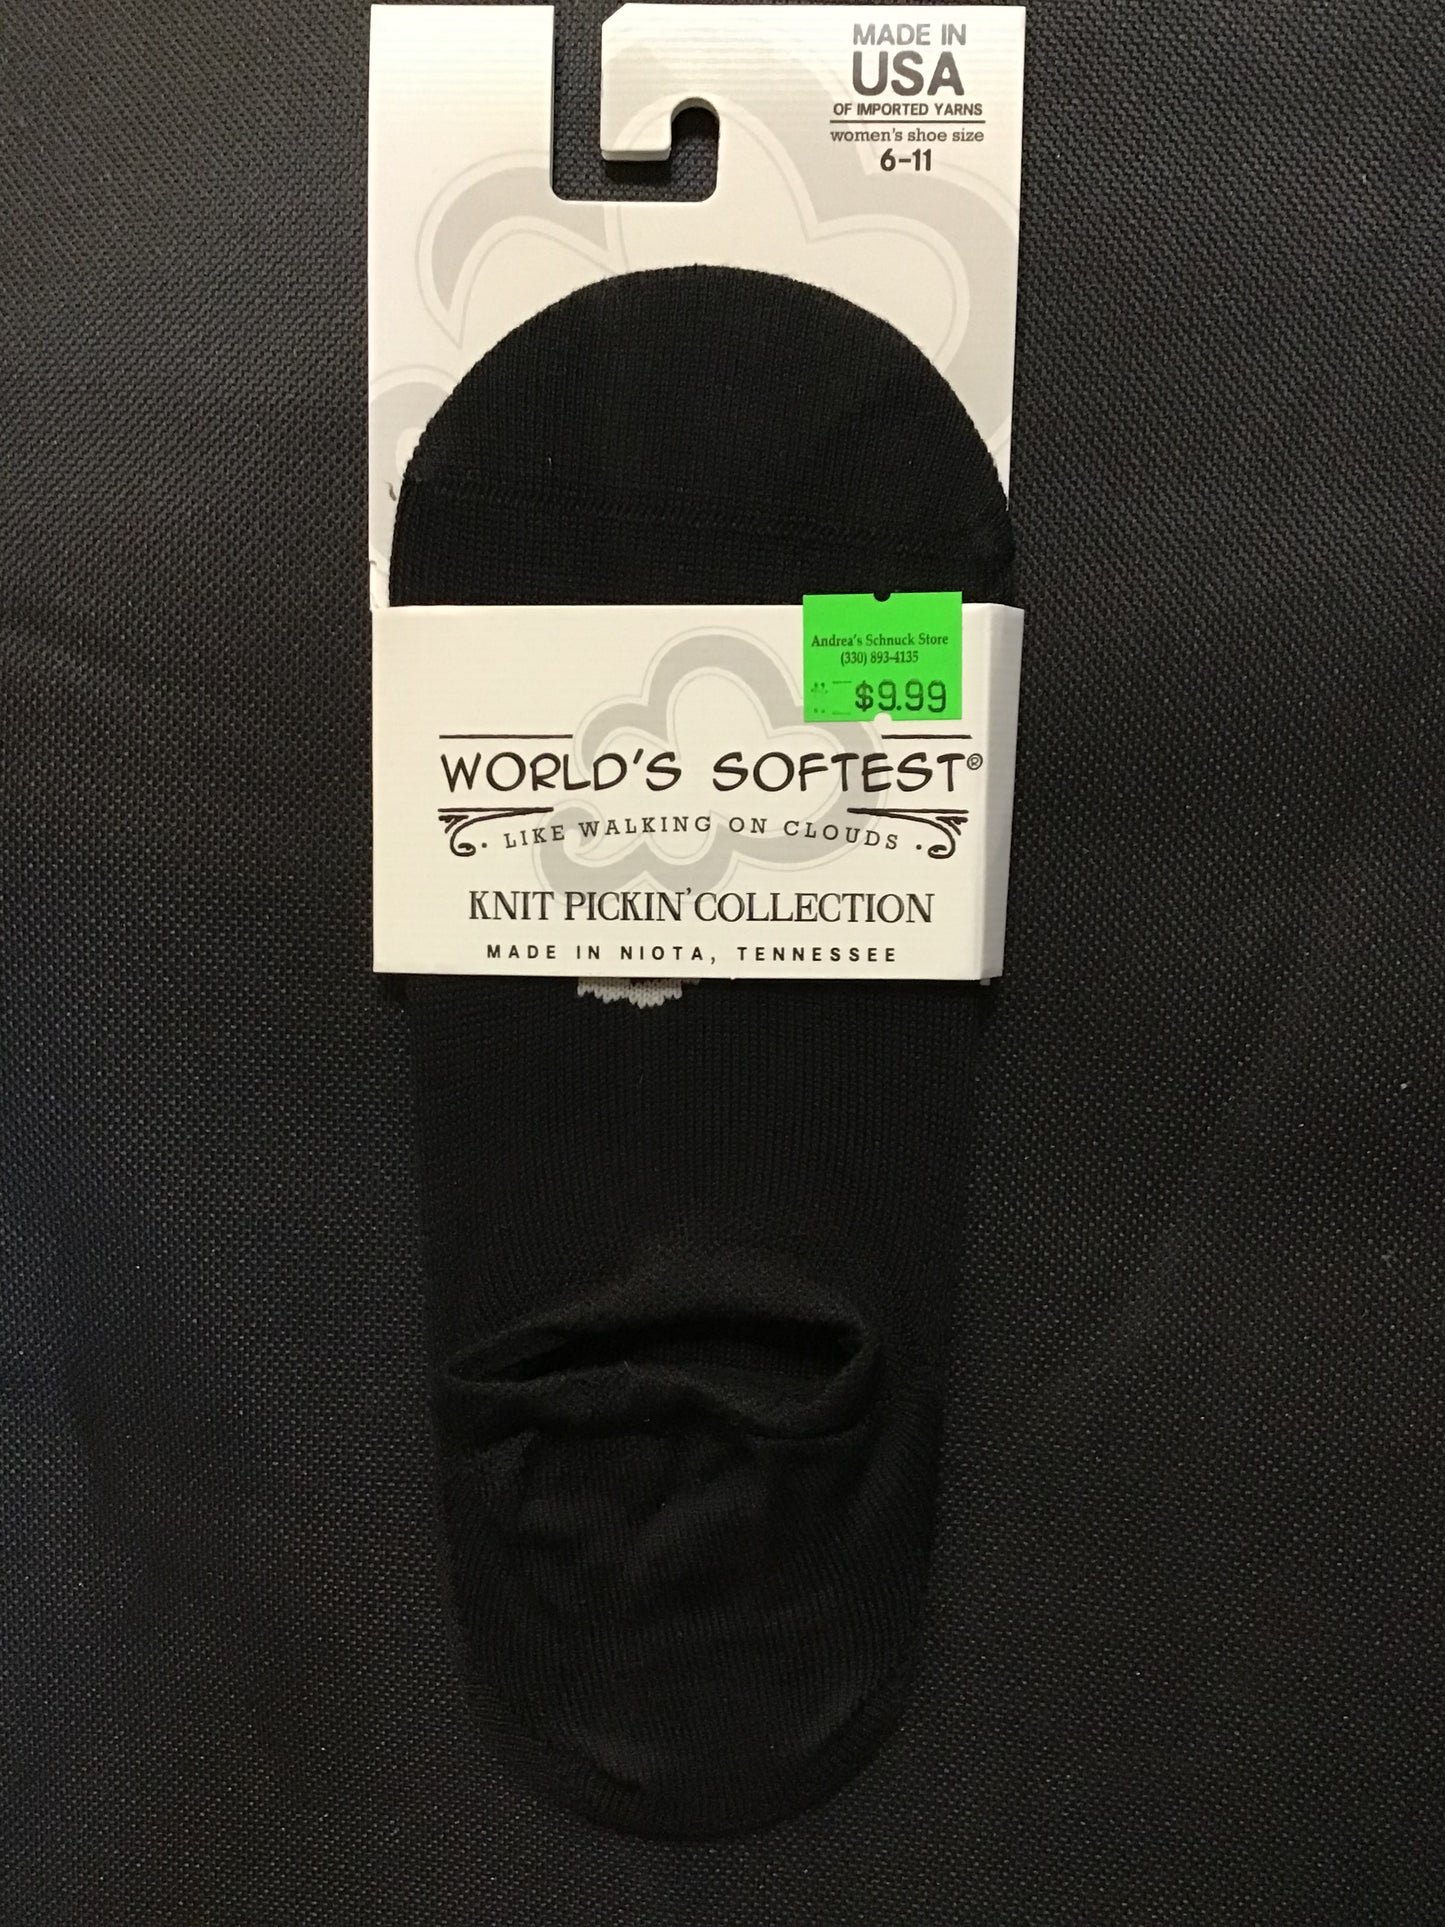 MADE IN
USA
OF IMPORTED YARNS
women's shoe size
6-11
Andrea's Schnuck Store
(330) 893-4135
$9.99
WORLD'S SOFTEST®
· LIKE WALKING ON CLOUDS ·
KNIT PICKIN' COLLECTION
MADE IN NIOTA, TENNESSEE